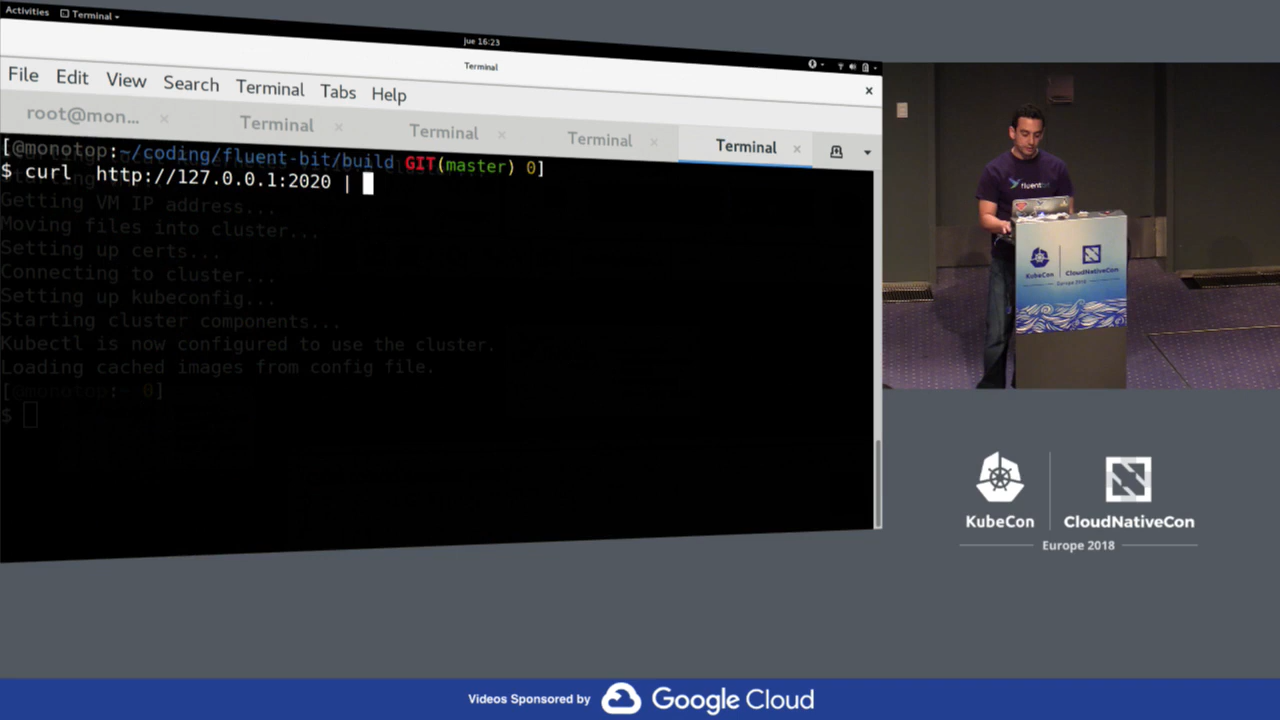 Activities Terminal
jue 16:23
Terminal
File Edit View Search Terminal Tabs Help
root@mon... Terminal Terminal Terminal Terminal
[@monotop:~/coding/fluent-bit/build GIT(master) 0]
$ curl  http://127.0.0.1:2020 |
Getting VM IP address...
Moving files into cluster...
Setting up certs...
Connecting to cluster...
Setting up kubeconfig...
Starting cluster components...
Kubectl is now configured to use the cluster.
Loading cached images from config file.
[@monotop:~ 0]
$
fluentbit
KubeCon CloudNativeCon
Europe 2018
KubeCon CloudNativeCon
Europe 2018
Videos Sponsored by Google Cloud